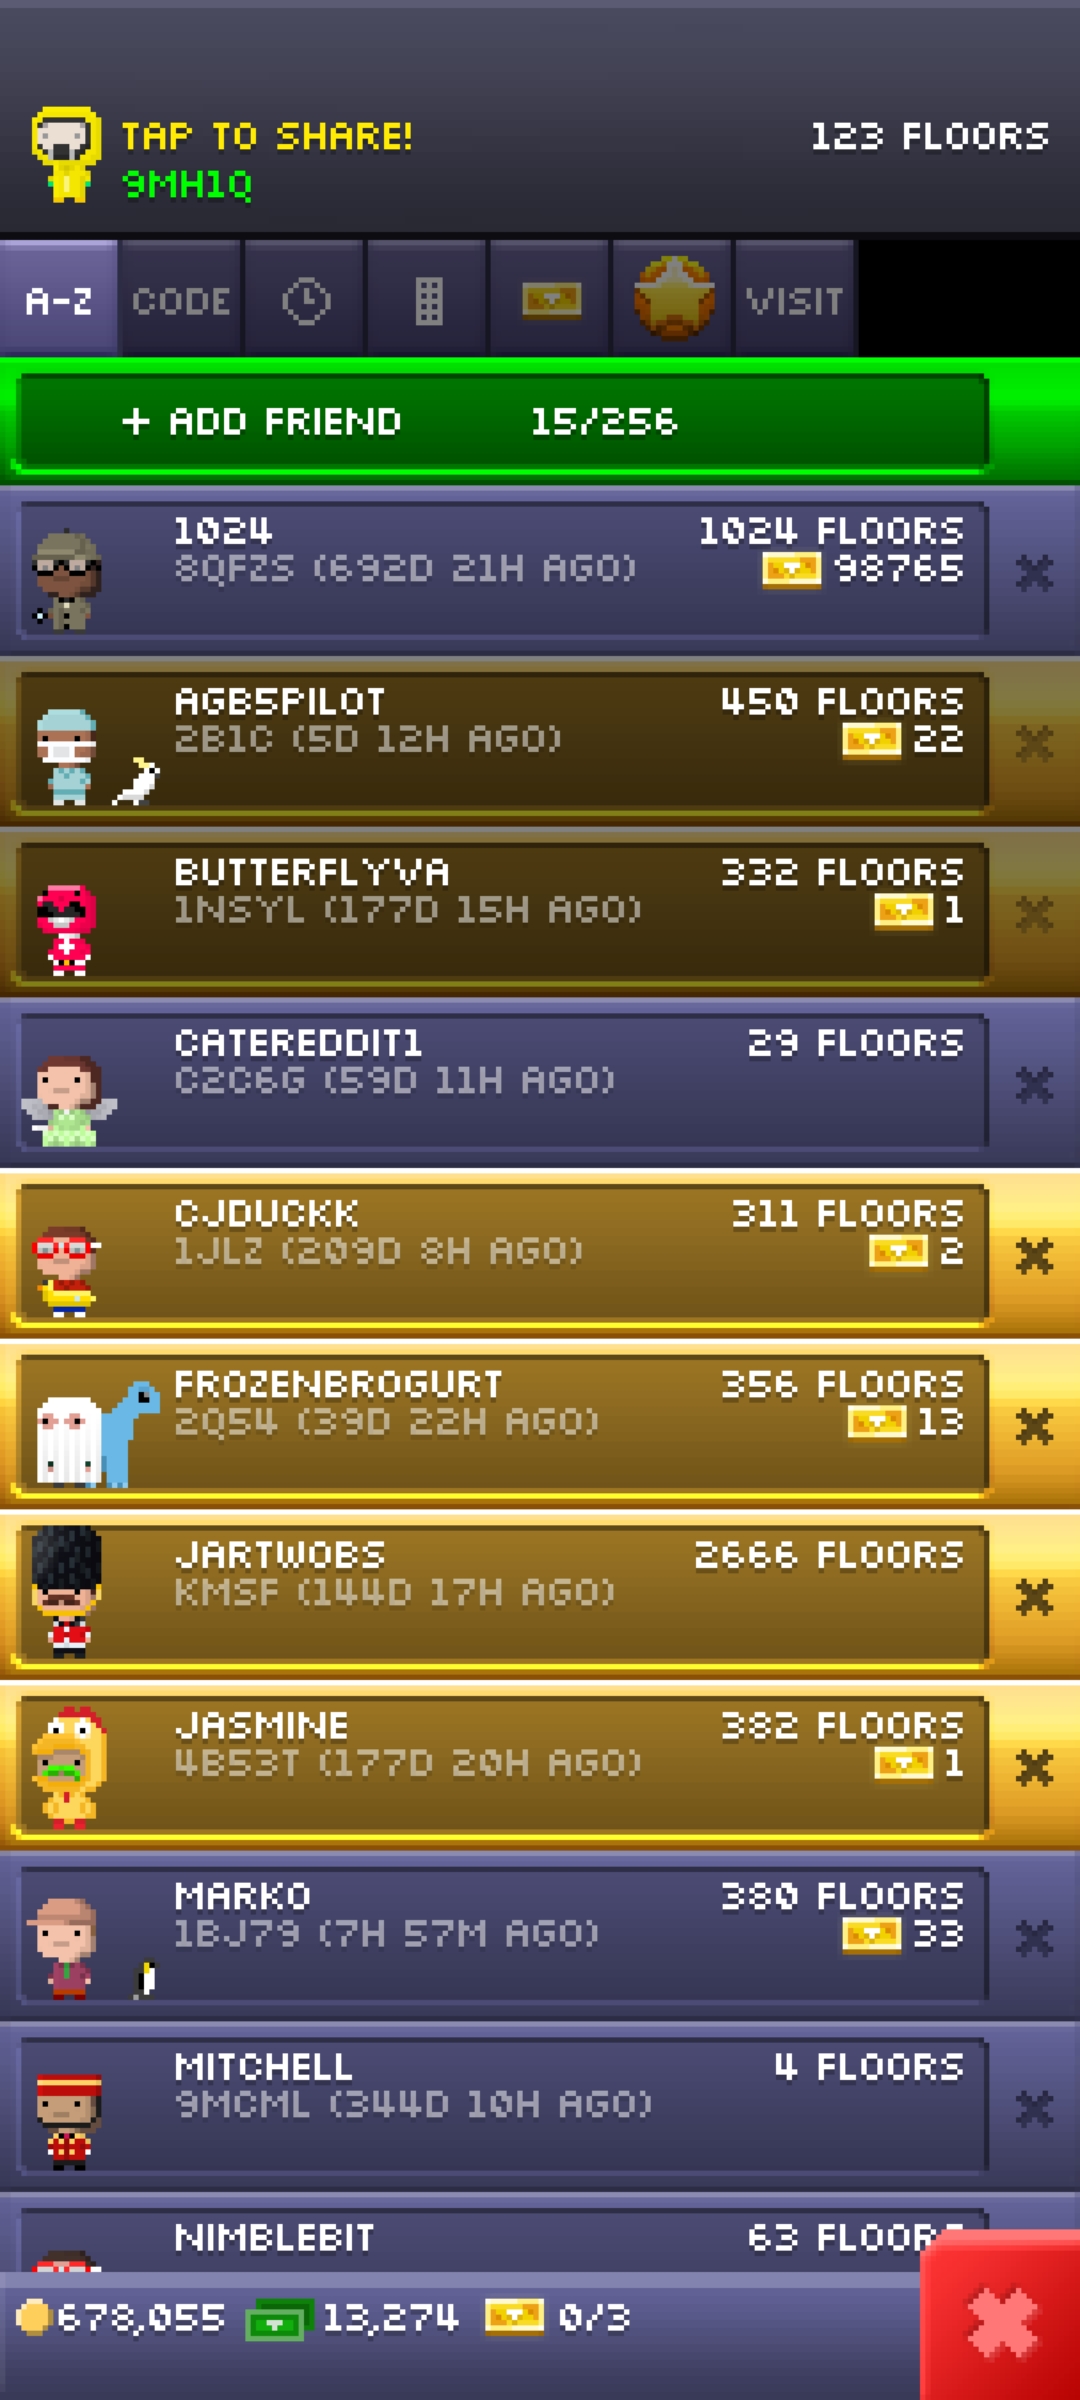 TAP TO SHARE!
123 FLOORS
9MH1Q
A-Z CODE VISIT
+ ADD FRIEND 15/256
1024 1024 FLOORS
8QFZS (692D 21H AGO) 98765
AGB5PILOT 450 FLOORS
2B1C (5D 12H AGO) 22
BUTTERFLYVA 332 FLOORS
1NSYL (177D 15H AGO) 1
CATEREDDIT1 29 FLOORS
C2C6G (59D 11H AGO)
CJDUCKK 311 FLOORS
1JLZ (209D 8H AGO) 2
FROZENBROGURT 356 FLOORS
2Q54 (39D 22H AGO) 13
JARTWOBS 2666 FLOORS
KMSF (144D 17H AGO)
JASMINE 382 FLOORS
4B53T (177D 20H AGO) 1
MARKO 380 FLOORS
1BJ79 (7H 57M AGO) 33
MITCHELL 4 FLOORS
9MCML (344D 10H AGO)
NIMBLEBIT 63 FLOORS
678,055 13,274 0/3